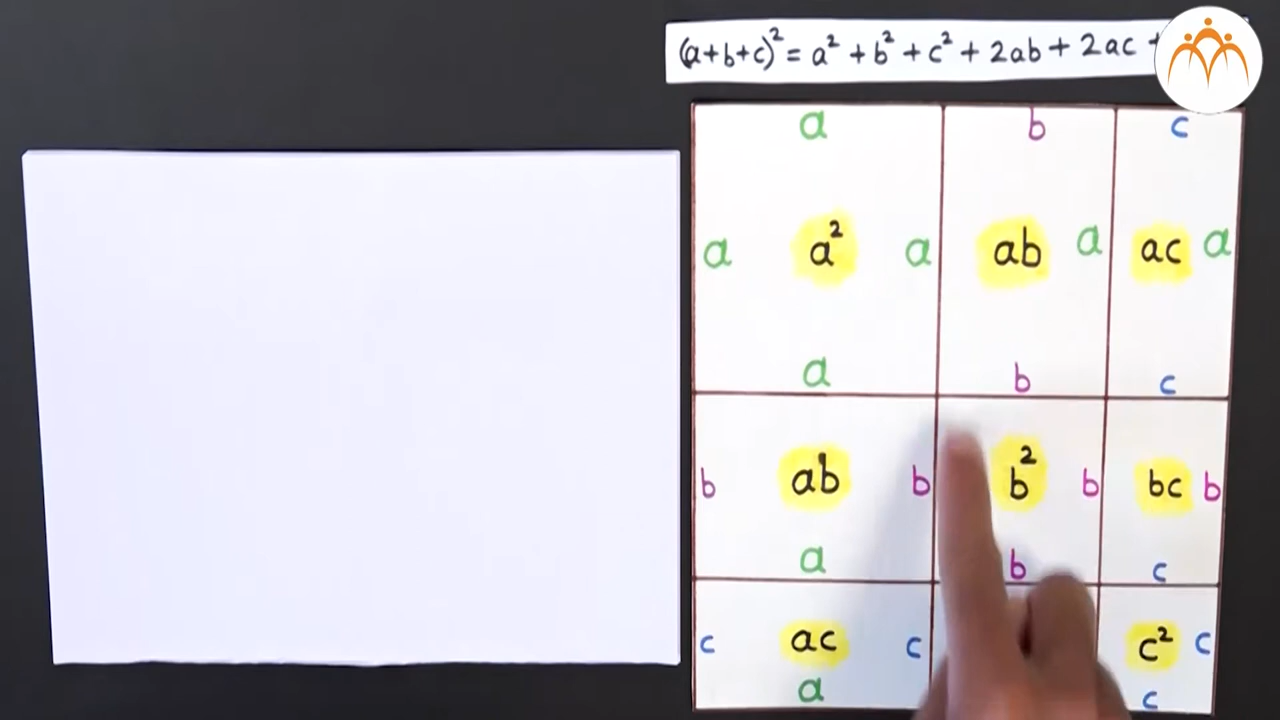 (a+b+c)² = a² + b² + c² + 2ab + 2ac +
a b c
a a² a ab a ac a
a b c
b ab b b² b bc b
a b c
c ac c c² c
a c